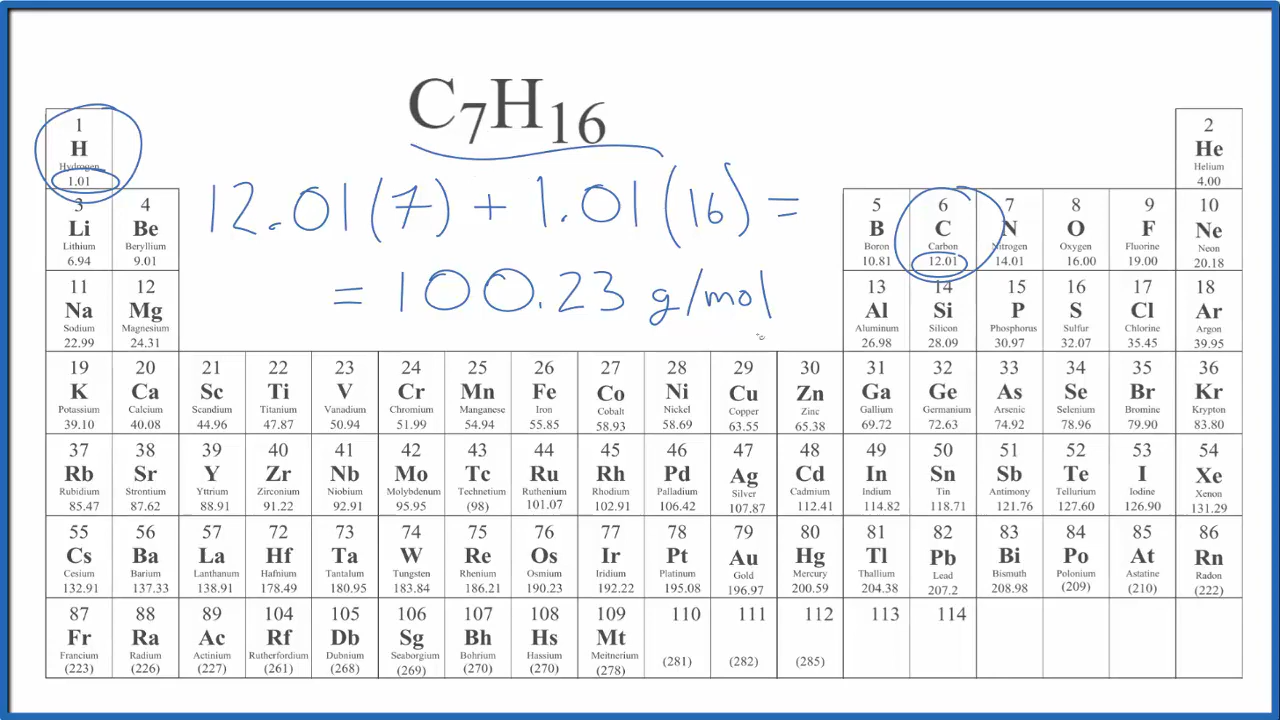 C₇H₁₆
12.01(7) + 1.01(16) =
= 100.23 g/mol
1 2
H He
Hydrogen Helium
1.01 4.00
3 4 5 6 7 8 9 10
Li Be B C N O F Ne
Lithium Beryllium Boron Carbon Nitrogen Oxygen Fluorine Neon
6.94 9.01 10.81 12.01 14.01 16.00 19.00 20.18
11 12 13 14 15 16 17 18
Na Mg Al Si P S Cl Ar
Sodium Magnesium Aluminum Silicon Phosphorus Sulfur Chlorine Argon
22.99 24.31 26.98 28.09 30.97 32.07 35.45 39.95
19 20 21 22 23 24 25 26 27 28 29 30 31 32 33 34 35 36
K Ca Sc Ti V Cr Mn Fe Co Ni Cu Zn Ga Ge As Se Br Kr
Potassium Calcium Scandium Titanium Vanadium Chromium Manganese Iron Cobalt Nickel Copper Zinc Gallium Germanium Arsenic Selenium Bromine Krypton
39.10 40.08 44.96 47.87 50.94 51.99 54.94 55.85 58.93 58.69 63.55 65.38 69.72 72.63 74.92 78.96 79.90 83.80
37 38 39 40 41 42 43 44 45 46 47 48 49 50 51 52 53 54
Rb Sr Y Zr Nb Mo Tc Ru Rh Pd Ag Cd In Sn Sb Te I Xe
Rubidium Strontium Yttrium Zirconium Niobium Molybdenum Technetium Ruthenium Rhodium Palladium Silver Cadmium Indium Tin Antimony Tellurium Iodine Xenon
85.47 87.62 88.91 91.22 92.91 95.95 (98) 101.07 102.91 106.42 107.87 112.41 114.82 118.71 121.76 127.60 126.90 131.29
55 56 57 72 73 74 75 76 77 78 79 80 81 82 83 84 85 86
Cs Ba La Hf Ta W Re Os Ir Pt Au Hg Tl Pb Bi Po At Rn
Cesium Barium Lanthanum Hafnium Tantalum Tungsten Rhenium Osmium Iridium Platinum Gold Mercury Thallium Lead Bismuth Polonium Astatine Radon
132.91 137.33 138.91 178.49 180.95 183.84 186.21 190.23 192.22 195.08 196.97 200.59 204.38 207.2 208.98 (209) (210) (222)
87 88 89 104 105 106 107 108 109 110 111 112 113 114
Fr Ra Ac Rf Db Sg Bh Hs Mt
Francium Radium Actinium Rutherfordium Dubnium Seaborgium Bohrium Hassium Meitnerium
(223) (226) (227) (261) (268) (269) (270) (270) (278) (281) (282) (285)